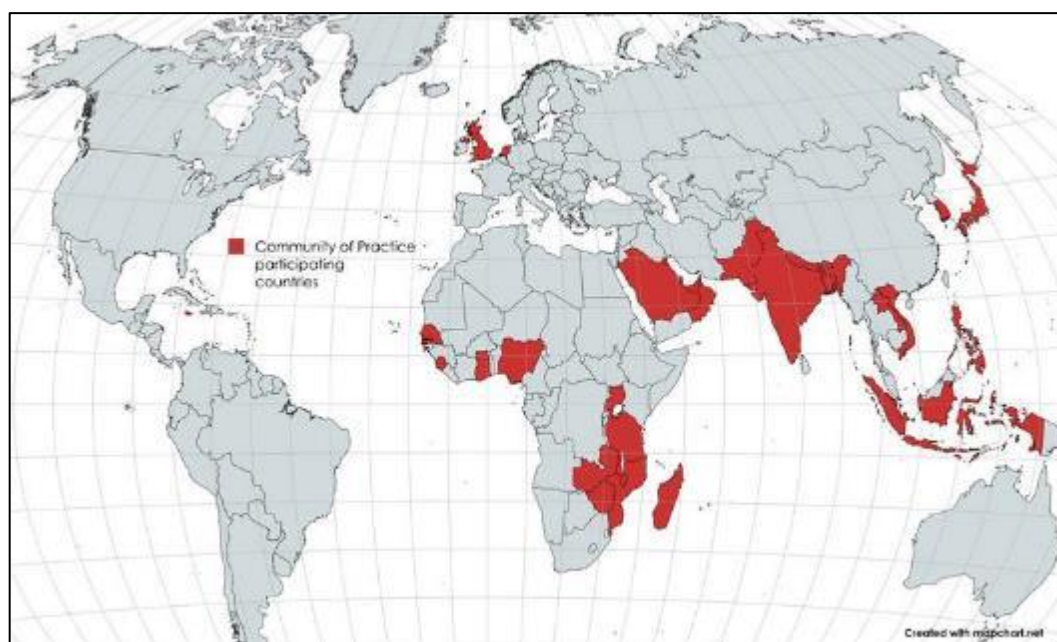 Community of Practice
participating
countries
Created with mapchart.net